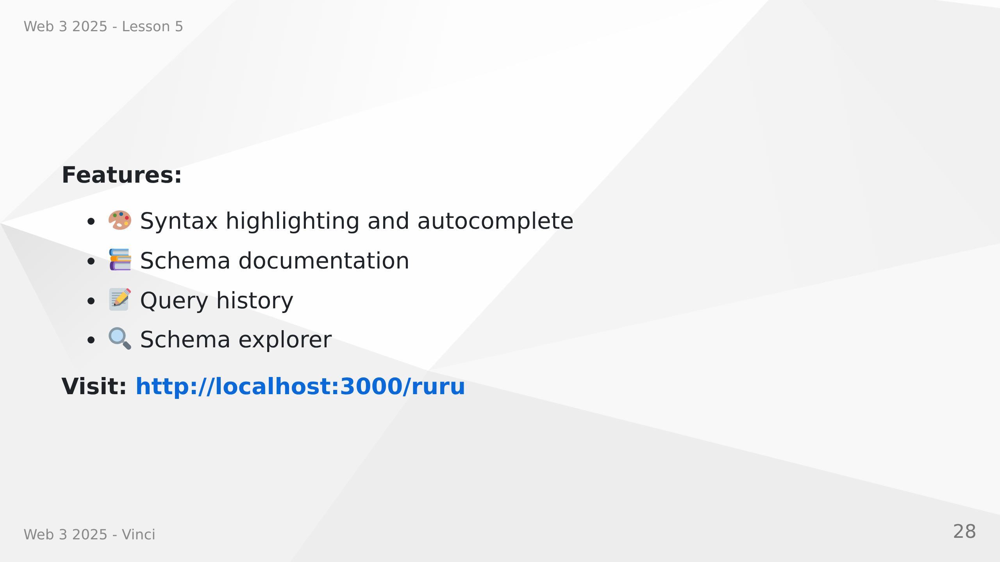 Web 3 2025 - Lesson 5
Features:
• 🎨 Syntax highlighting and autocomplete
• 📚 Schema documentation
• 📝 Query history
• 🔍 Schema explorer
Visit: http://localhost:3000/ruru
Web 3 2025 - Vinci
28